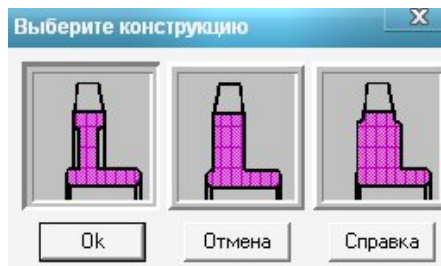 Выберите конструкцию
Ok
Отмена
Справка